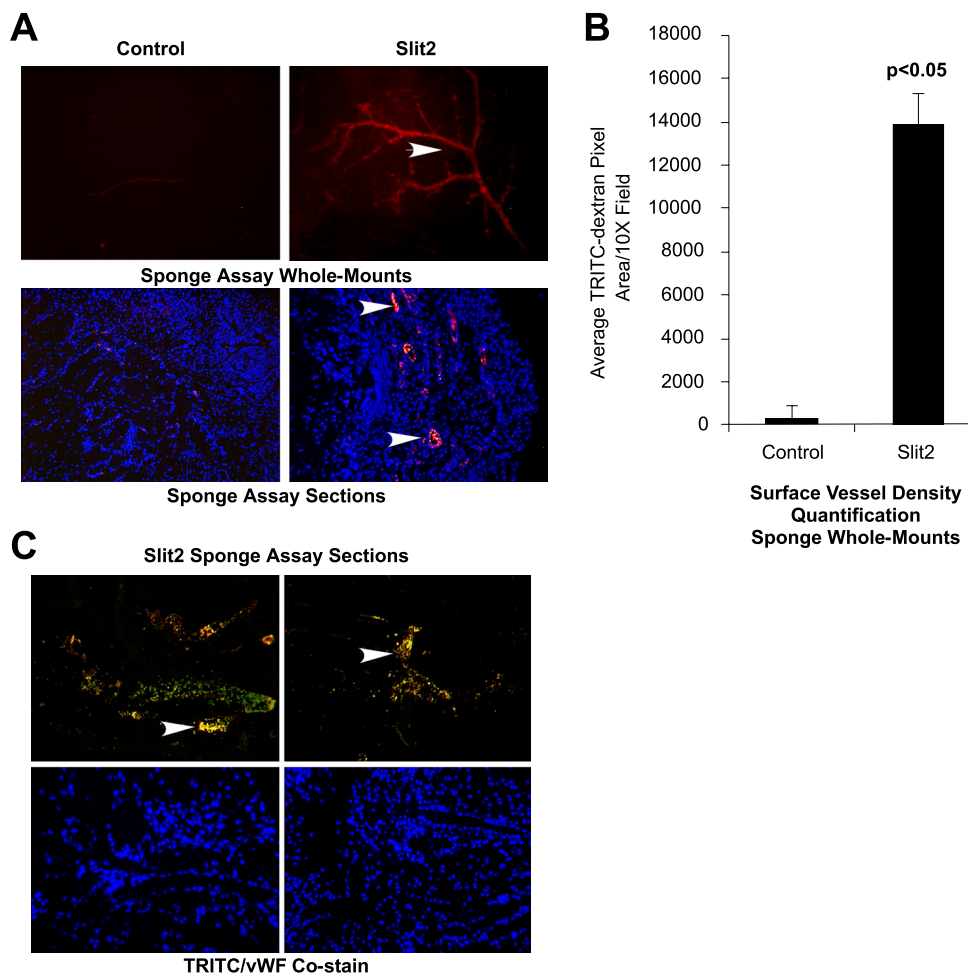 A
Control
Slit2
Sponge Assay Whole-Mounts
Sponge Assay Sections
B
Average TRITC-dextran Pixel
Area/10X Field
18000
16000
14000
12000
10000
8000
6000
4000
2000
0
p<0.05
Control
Slit2
Surface Vessel Density
Quantification
Sponge Whole-Mounts
C
Slit2 Sponge Assay Sections
TRITC/vWF Co-stain